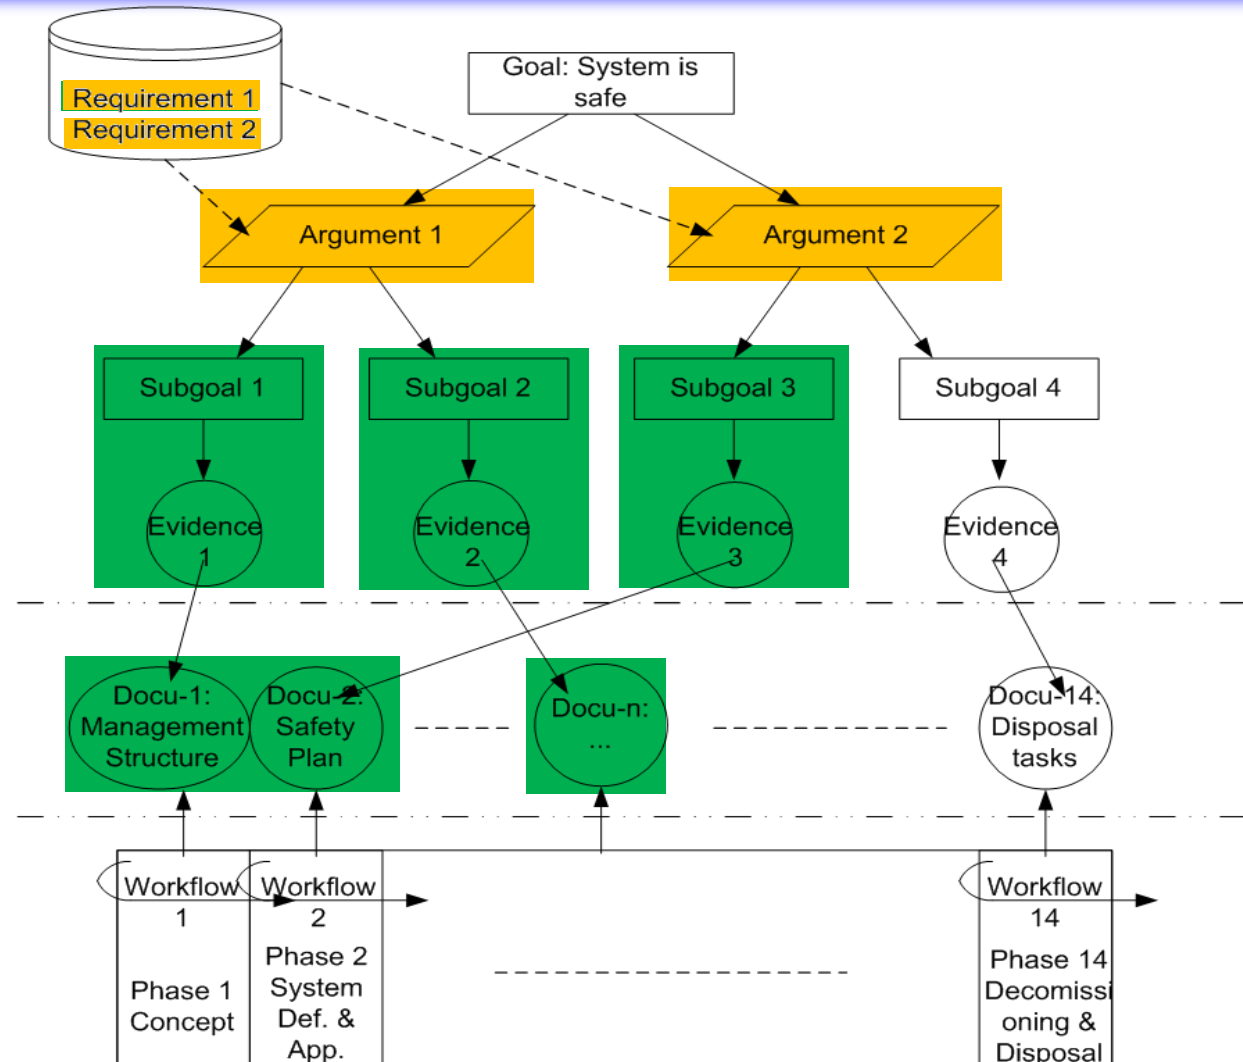 Requirement 1
Requirement 2
Goal: System is
safe
Argument 1
Argument 2
Subgoal 1
Subgoal 2
Subgoal 3
Subgoal 4
Evidence
1
Evidence
2
Evidence
3
Evidence
4
Docu-1:
Management
Structure
Docu-2:
Safety
Plan
Docu-n:
...
Docu-14:
Disposal
tasks
Workflow
1
Phase 1
Concept
Workflow
2
Phase 2
System
Def. &
App.
Workflow
14
Phase 14
Decomissi
oning &
Disposal